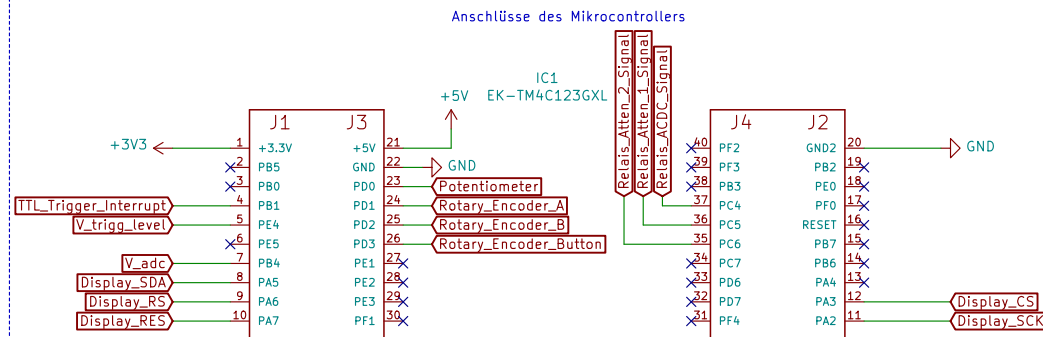 Anschlüsse des Mikrocontrollers
IC1
EK-TM4C123GXL
+5V
+3V3
J1 J3
1 +3.3V +5V 21
2 PB5 GND 22 GND
3 PB0 PD0 23 Potentiometer
TTL_Trigger_Interrupt 4 PB1 PD1 24 Rotary_Encoder_A
V_trigg_level 5 PE4 PD2 25 Rotary_Encoder_B
6 PE5 PD3 26 Rotary_Encoder_Button
V_adc 7 PB4 PE1 27
Display_SDA 8 PA5 PE2 28
Display_RS 9 PA6 PE3 29
Display_RES 10 PA7 PF1 30
Relais_Atten_2_Signal
Relais_Atten_1_Signal
Relais_ACDC_Signal
J4 J2
40 PF2 GND2 20 GND
39 PF3 PB2 19
38 PB3 PE0 18
37 PC4 PF0 17
36 PC5 RESET 16
35 PC6 PB7 15
34 PC7 PB6 14
33 PD6 PA4 13
32 PD7 PA3 12 Display_CS
31 PF4 PA2 11 Display_SCK